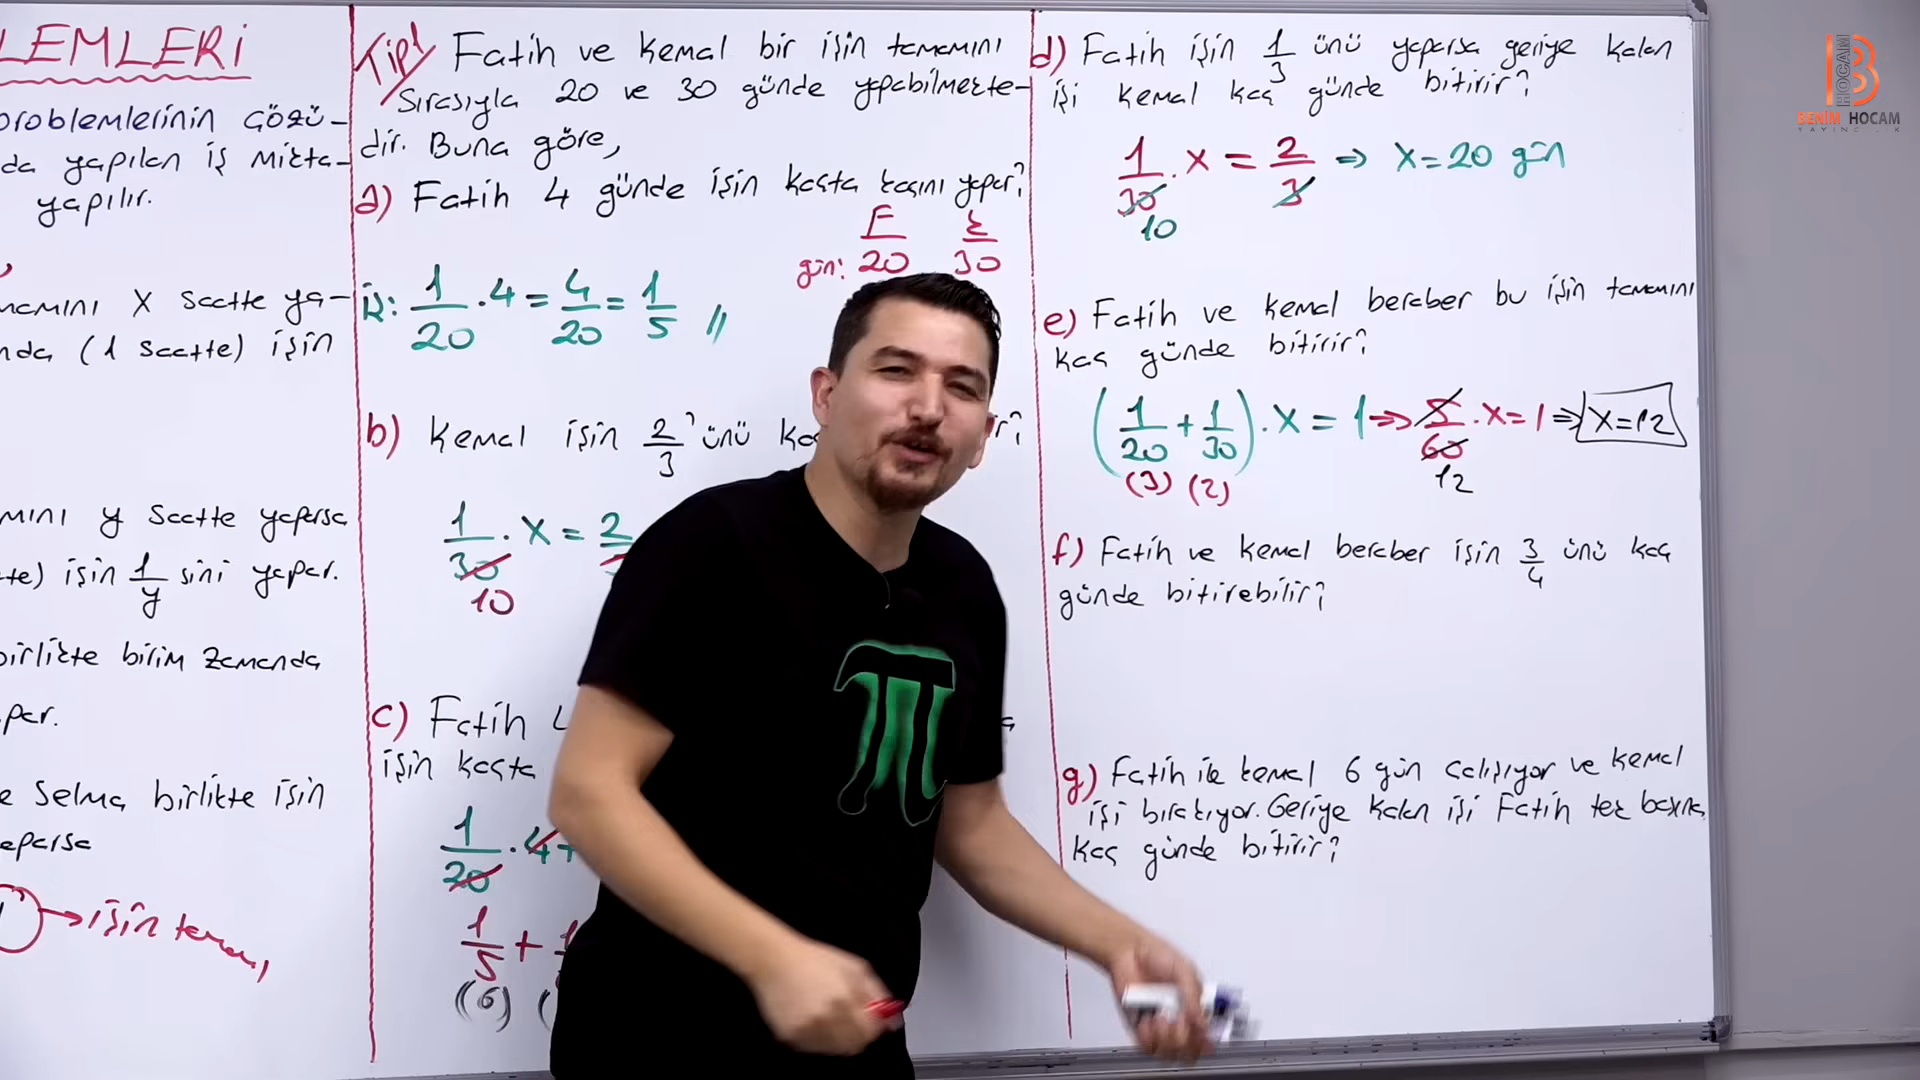 LEMLERİ
problemlerinin çözü-
da yapılan iş mikta-
yapılır.
mamını X saatte ya-
nda (1 saatte) işin
mını y saatte yaparsa
te) işin 1/y sini yapar.
birlikte birim zamanda
par.
e Selma birlikte işin
aparsa
→ işin tamamı
Tip1 Fatih ve Kemal bir işin tamamını
sırasıyla 20 ve 30 günde yapabilmekte-
dir. Buna göre,
a) Fatih 4 günde işin kaçta kaçını yapar?
F K
gün: 20 30
iş: 1/20 . 4 = 4/20 = 1/5 //
b) Kemal işin 2/3 'ünü
1/30 . x = 2
10
c) Fatih
işin kaçta
1/20 . 4 +
1/5 +
(6) (
d) Fatih işin 1/3 ünü yaparsa geriye kalan
işi Kemal kaç günde bitirir?
1/30 . x = 2/3 ⇒ x = 20 gün
10
e) Fatih ve Kemal beraber bu işin tamamını
kaç günde bitirir?
(1/20 + 1/30) . x = 1 ⇒ 5/60 . x = 1 ⇒ x = 12
(3) (2) 12
f) Fatih ve Kemal beraber işin 3/4 ünü kaç
günde bitirebilir?
g) Fatih ile Kemal 6 gün çalışıyor ve Kemal
işi bırakıyor. Geriye kalan işi Fatih tek başına
kaç günde bitirir?
B
HOCAM
BENİM HOCAM
YAYINCILIK